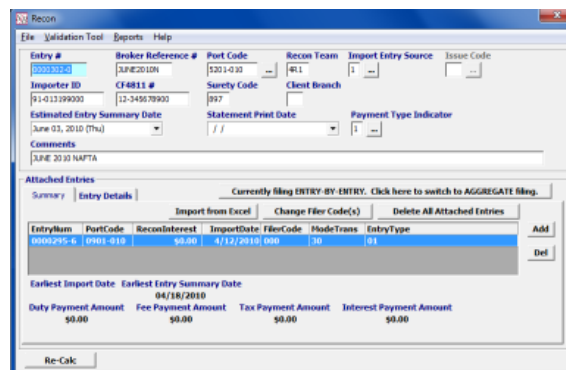 Recon
File Validation Tool Reports Help
Entry # Broker Reference # Port Code Recon Team Import Entry Source Issue Code
0000302-0 JUNE2010N 5201-010 ... 4R1 1 ... ...
Importer ID CF4811 # Surety Code Client Branch
91-013199000 12-345678900 897
Estimated Entry Summary Date Statement Print Date Payment Type Indicator
June 03, 2010 (Thu) / / 1 ...
Comments
JUNE 2010 NAFTA
Attached Entries
Summary Entry Details Currently filing ENTRY-BY-ENTRY. Click here to switch to AGGREGATE filing.
Import from Excel Change Filer Code(s) Delete All Attached Entries
EntryNum PortCode ReconInterest ImportDate FilerCode ModeTrans EntryType Add
0000295-6 0901-010 $0.00 4/12/2010 000 30 01
Del
Earliest Import Date Earliest Entry Summary Date
04/18/2010
Duty Payment Amount Fee Payment Amount Tax Payment Amount Interest Payment Amount
$0.00 $0.00 $0.00 $0.00
Re-Calc